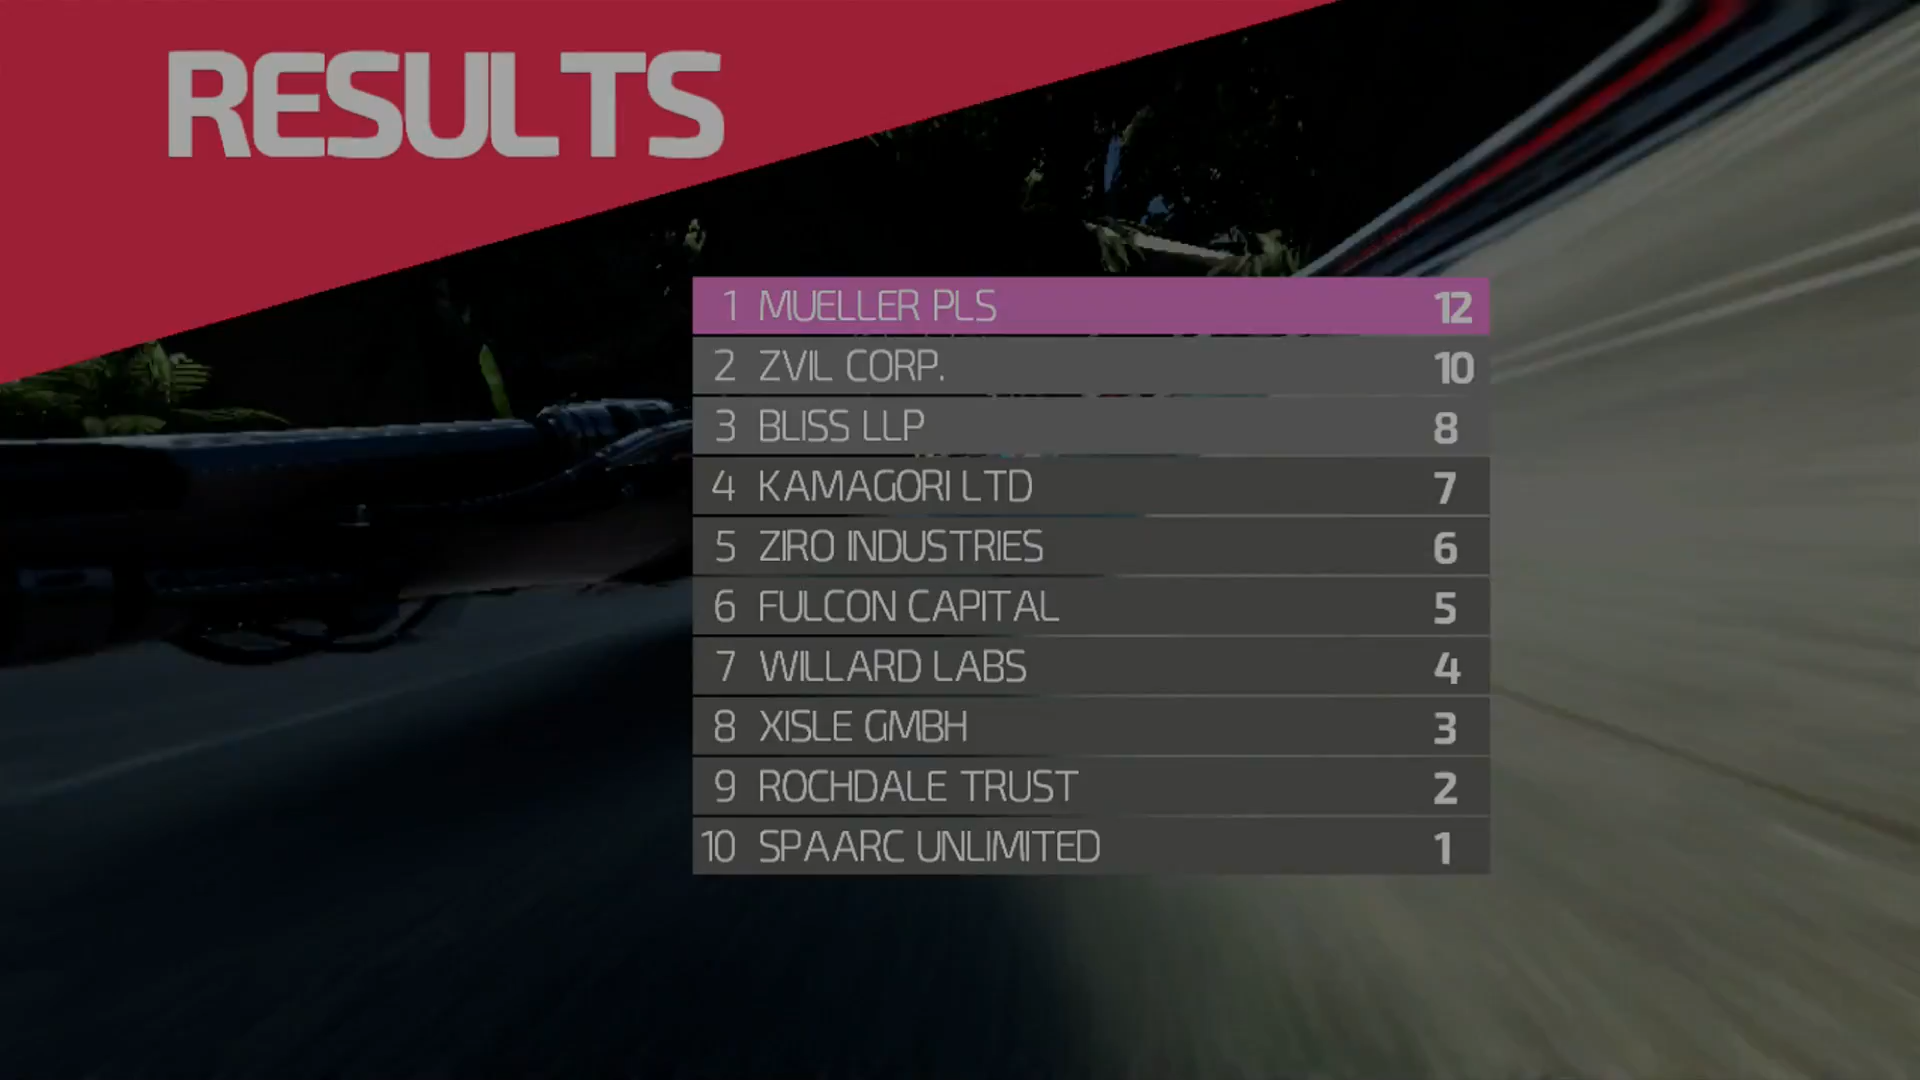 RESULTS
1 MUELLER PLS 12
2 ZVIL CORP. 10
3 BLISS LLP 8
4 KAMAGORI LTD 7
5 ZIRO INDUSTRIES 6
6 FULCON CAPITAL 5
7 WILLARD LABS 4
8 XISLE GMBH 3
9 ROCHDALE TRUST 2
10 SPAARC UNLIMITED 1